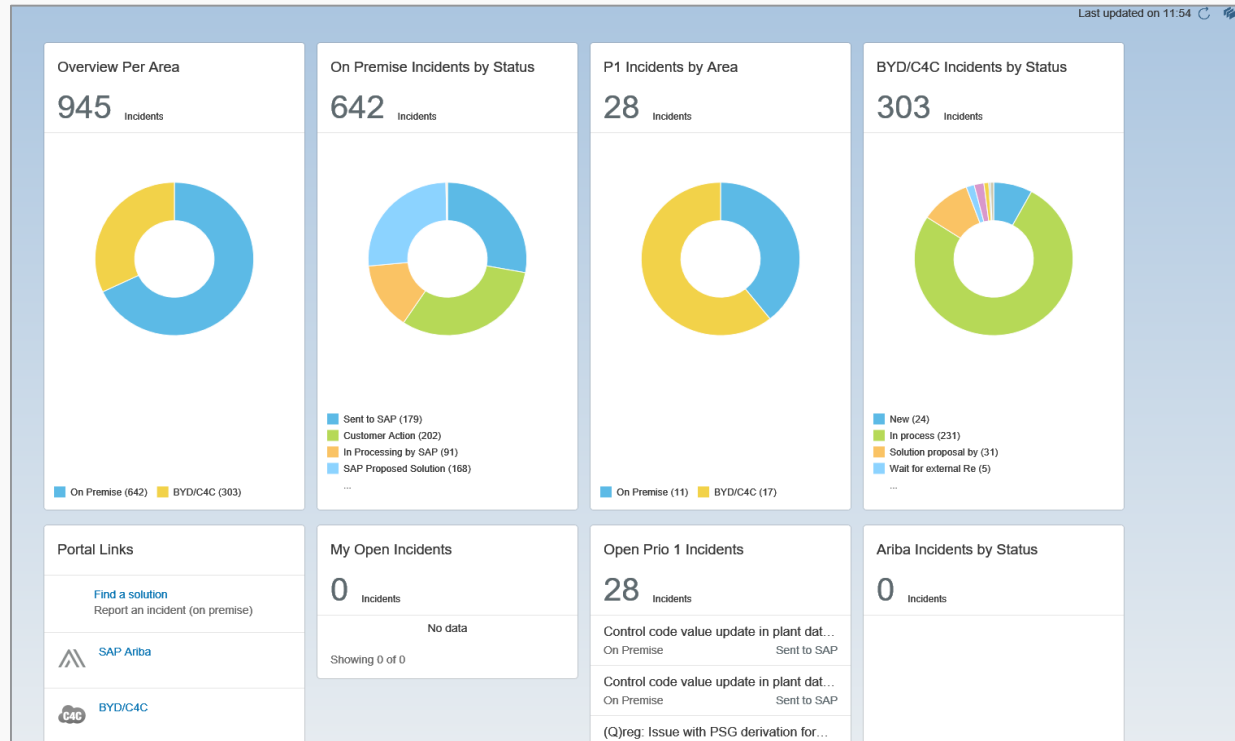 Last updated on 11:54
Overview Per Area
945 Incidents
On Premise (642) BYD/C4C (303)
On Premise Incidents by Status
642 Incidents
Sent to SAP (179)
Customer Action (202)
In Processing by SAP (91)
SAP Proposed Solution (168)
...
P1 Incidents by Area
28 Incidents
On Premise (11) BYD/C4C (17)
BYD/C4C Incidents by Status
303 Incidents
New (24)
In process (231)
Solution proposal by (31)
Wait for external Re (5)
...
Portal Links
Find a solution
Report an incident (on premise)
SAP Ariba
C4C BYD/C4C
My Open Incidents
0 Incidents
No data
Showing 0 of 0
Open Prio 1 Incidents
28 Incidents
Control code value update in plant dat...
On Premise Sent to SAP
Control code value update in plant dat...
On Premise Sent to SAP
(Q)reg: Issue with PSG derivation for...
Ariba Incidents by Status
0 Incidents